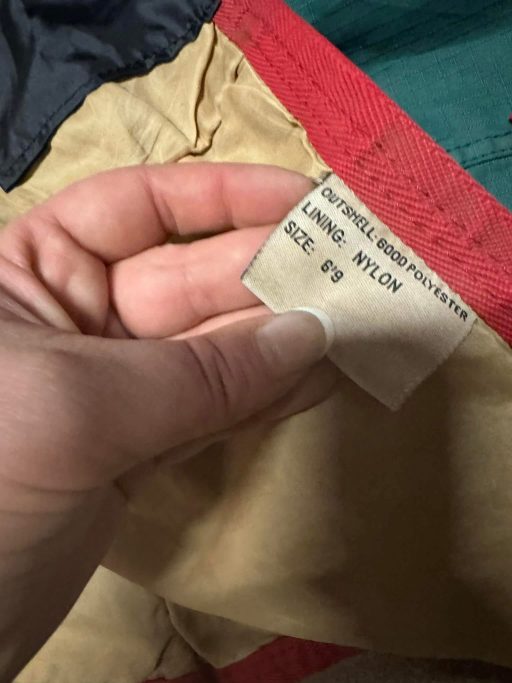 OUTSHELL: 600D POLYESTER
LINING: NYLON
SIZE: 6'9